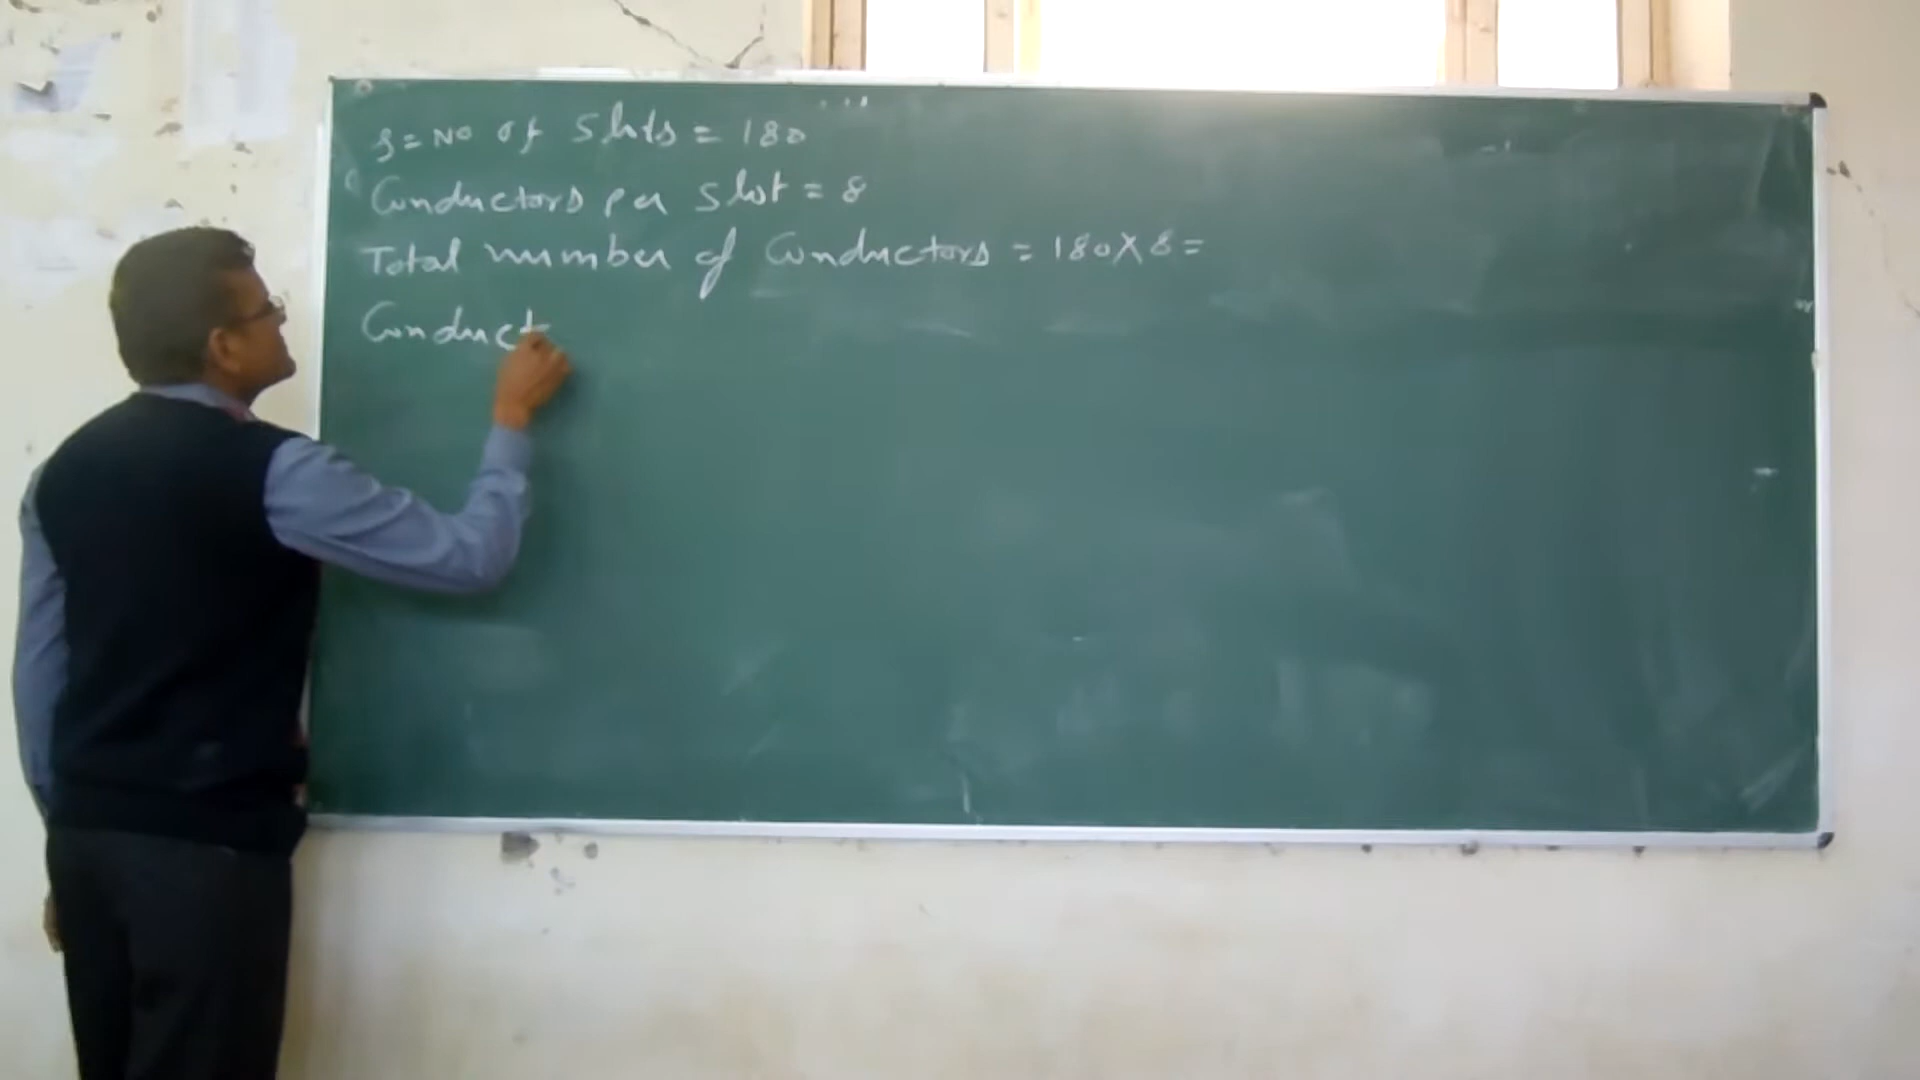 S = No of Slots = 180
Conductors per slot = 8
Total number of Conductors = 180 X 8 =
Conduct